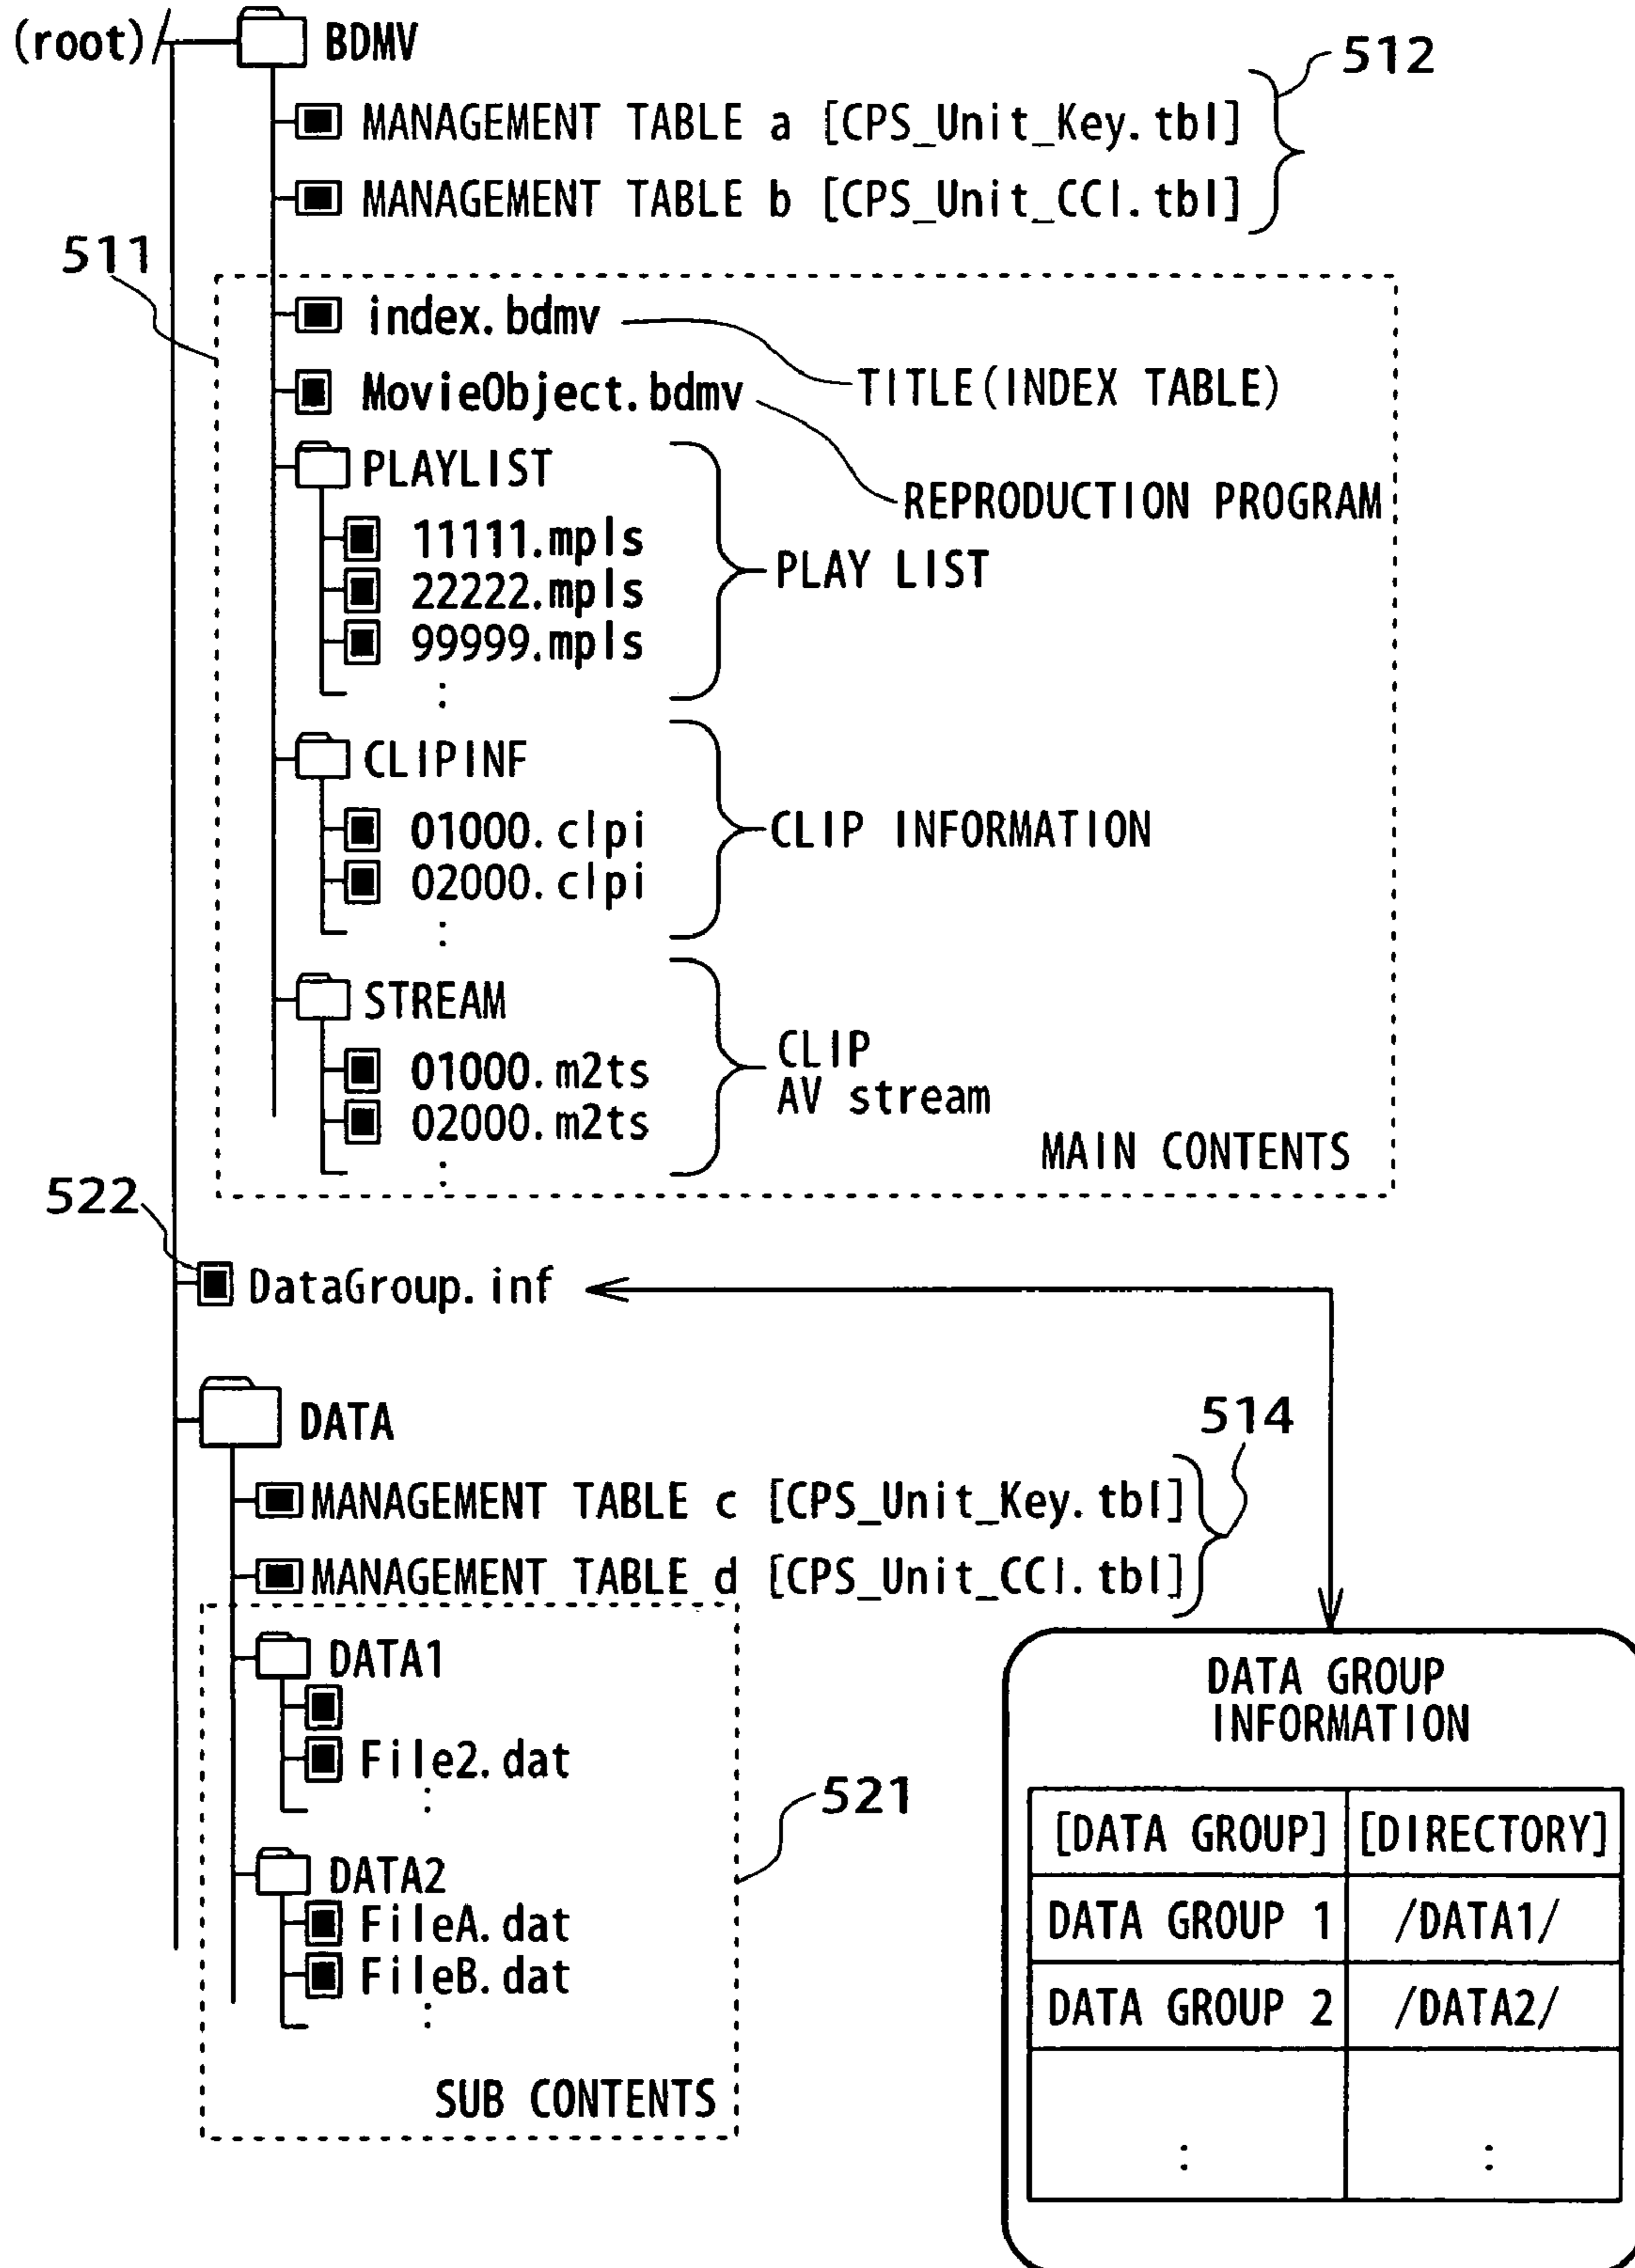 (root)/
BDMV
512
MANAGEMENT TABLE a [CPS_Unit_Key.tbl]
MANAGEMENT TABLE b [CPS_Unit_CCI.tbl]
511
index.bdmv
TITLE(INDEX TABLE)
MovieObject.bdmv
REPRODUCTION PROGRAM
PLAYLIST
11111.mpls
22222.mpls
99999.mpls
:
PLAY LIST
CLIPINF
01000.clpi
02000.clpi
:
CLIP INFORMATION
STREAM
01000.m2ts
02000.m2ts
:
CLIP
AV stream
MAIN CONTENTS
522
DataGroup.inf
DATA
514
MANAGEMENT TABLE c [CPS_Unit_Key.tbl]
MANAGEMENT TABLE d [CPS_Unit_CCI.tbl]
DATA1
File2.dat
:
521
DATA2
FileA.dat
FileB.dat
:
SUB CONTENTS
DATA GROUP
INFORMATION
[DATA GROUP] [DIRECTORY]
DATA GROUP 1 /DATA1/
DATA GROUP 2 /DATA2/
: :